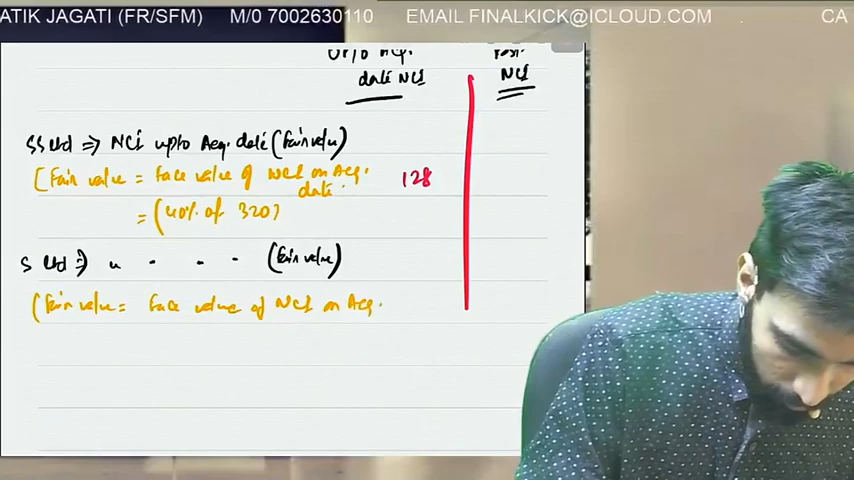 ATIK JAGATI (FR/SFM) M/0 7002630110 EMAIL FINALKICK@ICLOUD.COM . CA
date NCI
NCI
SS Ltd => NCI upto Acq. date (Fair value)
[Fair value = Face value of NCI on Acq. date. 128
= (40% of 320)
S Ltd => " - - - (Fair value)
(Fair value = Face value of NCI on Acq.